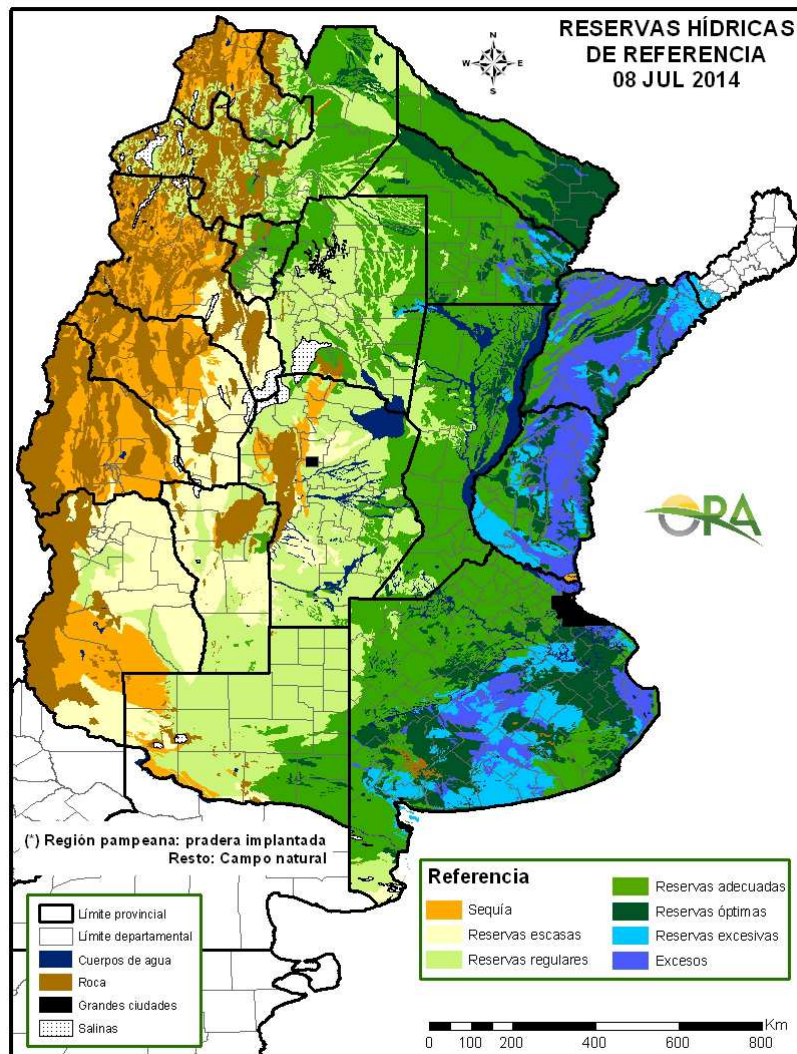 RESERVAS HÍDRICAS
DE REFERENCIA
08 JUL 2014
N
W
E
S
ORA
(*) Región pampeana: pradera implantada
Resto: Campo natural
Límite provincial
Límite departamental
Cuerpos de agua
Roca
Grandes ciudades
Salinas
Referencia
Sequía
Reservas escasas
Reservas regulares
Reservas adecuadas
Reservas óptimas
Reservas excesivas
Excesos
Km
0 100 200 400 600 800